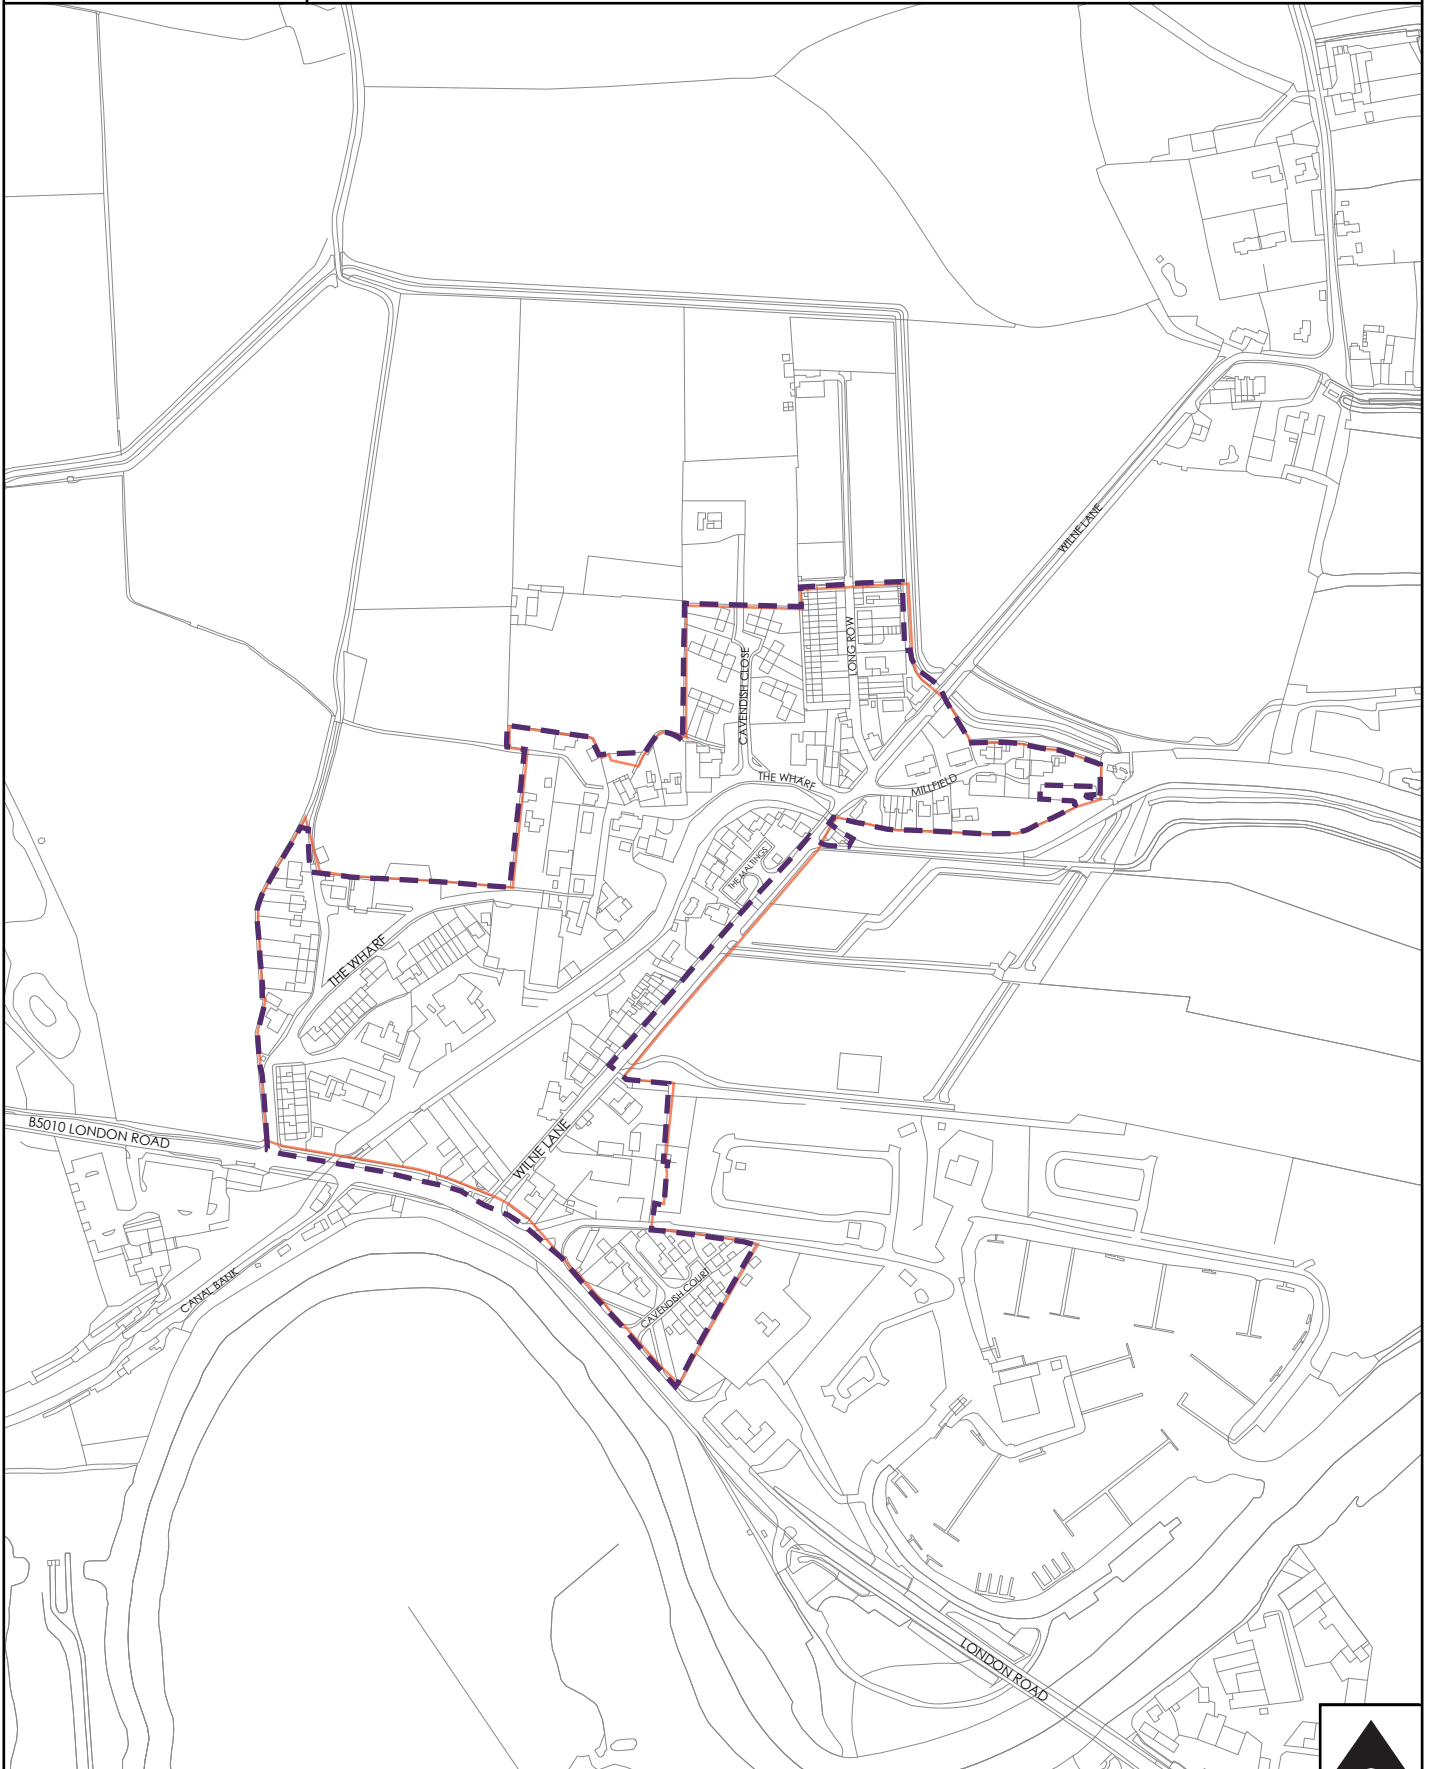 WILNE LANE
LONG ROW
CAVENDISH CLOSE
THE WHARF
MILLFIELD
THE MALTINGS
THE WHARF
B5010 LONDON ROAD
WILNE LANE
CANAL BANK
CAVENDISH COURT
LONDON ROAD